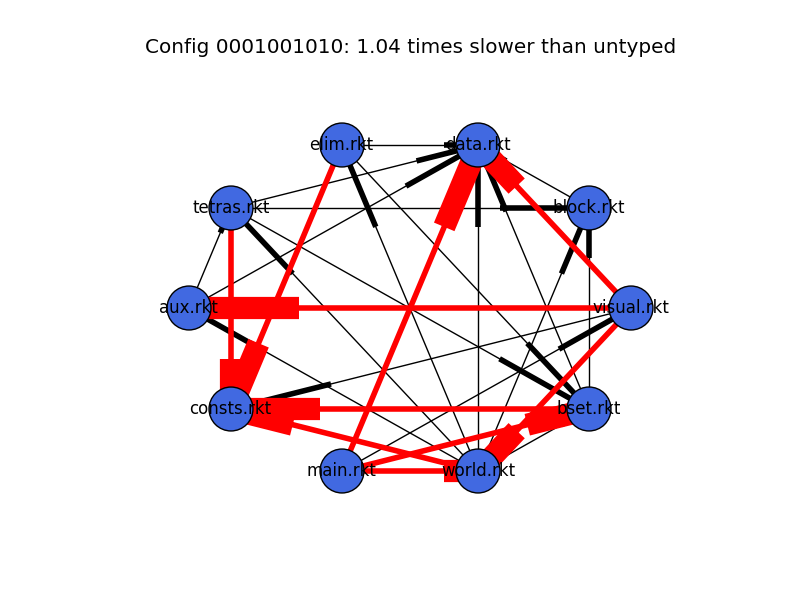 Config 0001001010: 1.04 times slower than untyped
elim.rkt
data.rkt
tetras.rkt
block.rkt
aux.rkt
visual.rkt
consts.rkt
bset.rkt
main.rkt
world.rkt